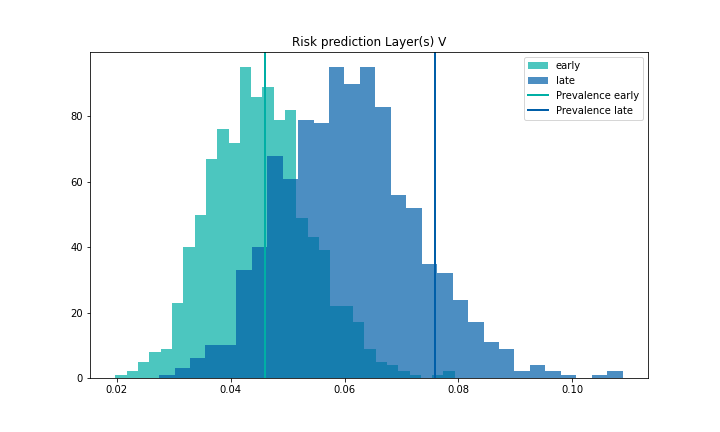 Risk prediction Layer(s) V
early
late
Prevalence early
Prevalence late
80
60
40
20
0
0.02 0.04 0.06 0.08 0.10